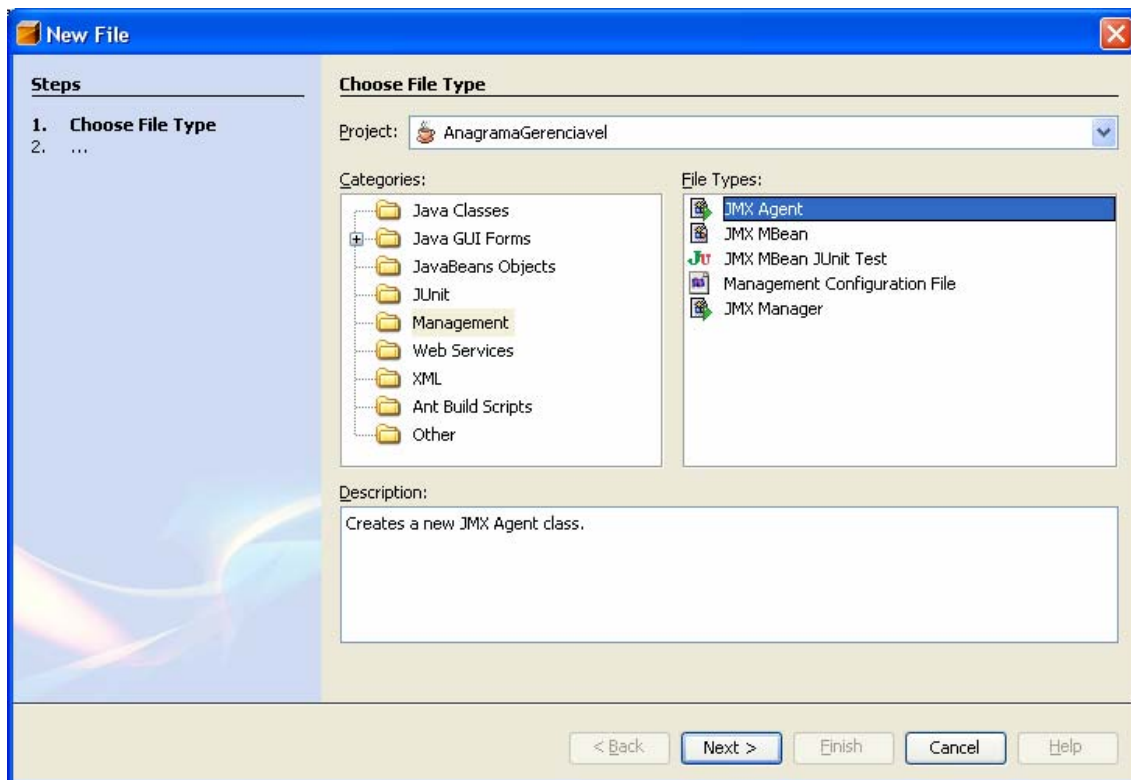 New File
Steps
1. Choose File Type
2. ...
Choose File Type
Project: AnagramaGerenciavel
Categories:
Java Classes
Java GUI Forms
JavaBeans Objects
JUnit
Management
Web Services
XML
Ant Build Scripts
Other
File Types:
JMX Agent
JMX MBean
JMX MBean JUnit Test
Management Configuration File
JMX Manager
Description:
Creates a new JMX Agent class.
< Back Next > Finish Cancel Help